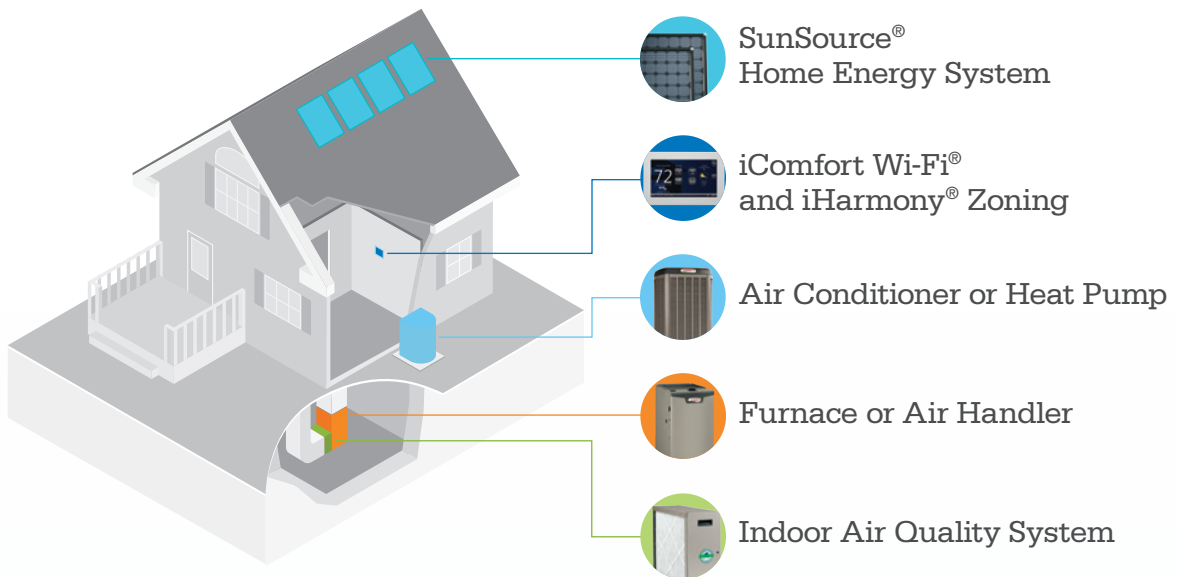 SunSource®
Home Energy System
iComfort Wi-Fi®
and iHarmony® Zoning
72
Air Conditioner or Heat Pump
Furnace or Air Handler
Indoor Air Quality System